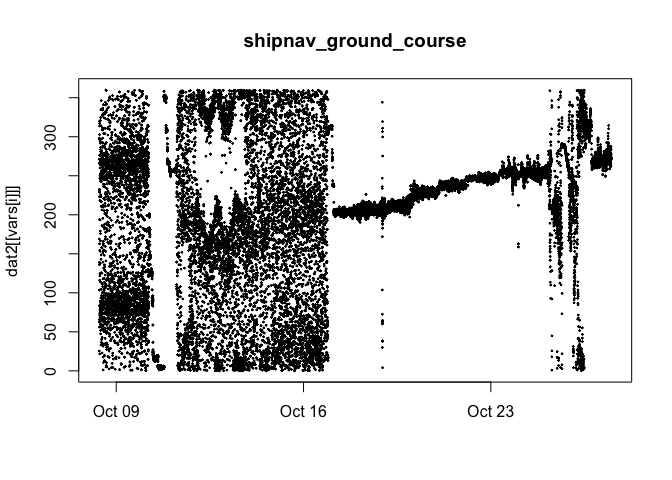 shipnav_ground_course
dat2[[vars[i]]]
300
200
100
50
0
Oct 09
Oct 16
Oct 23